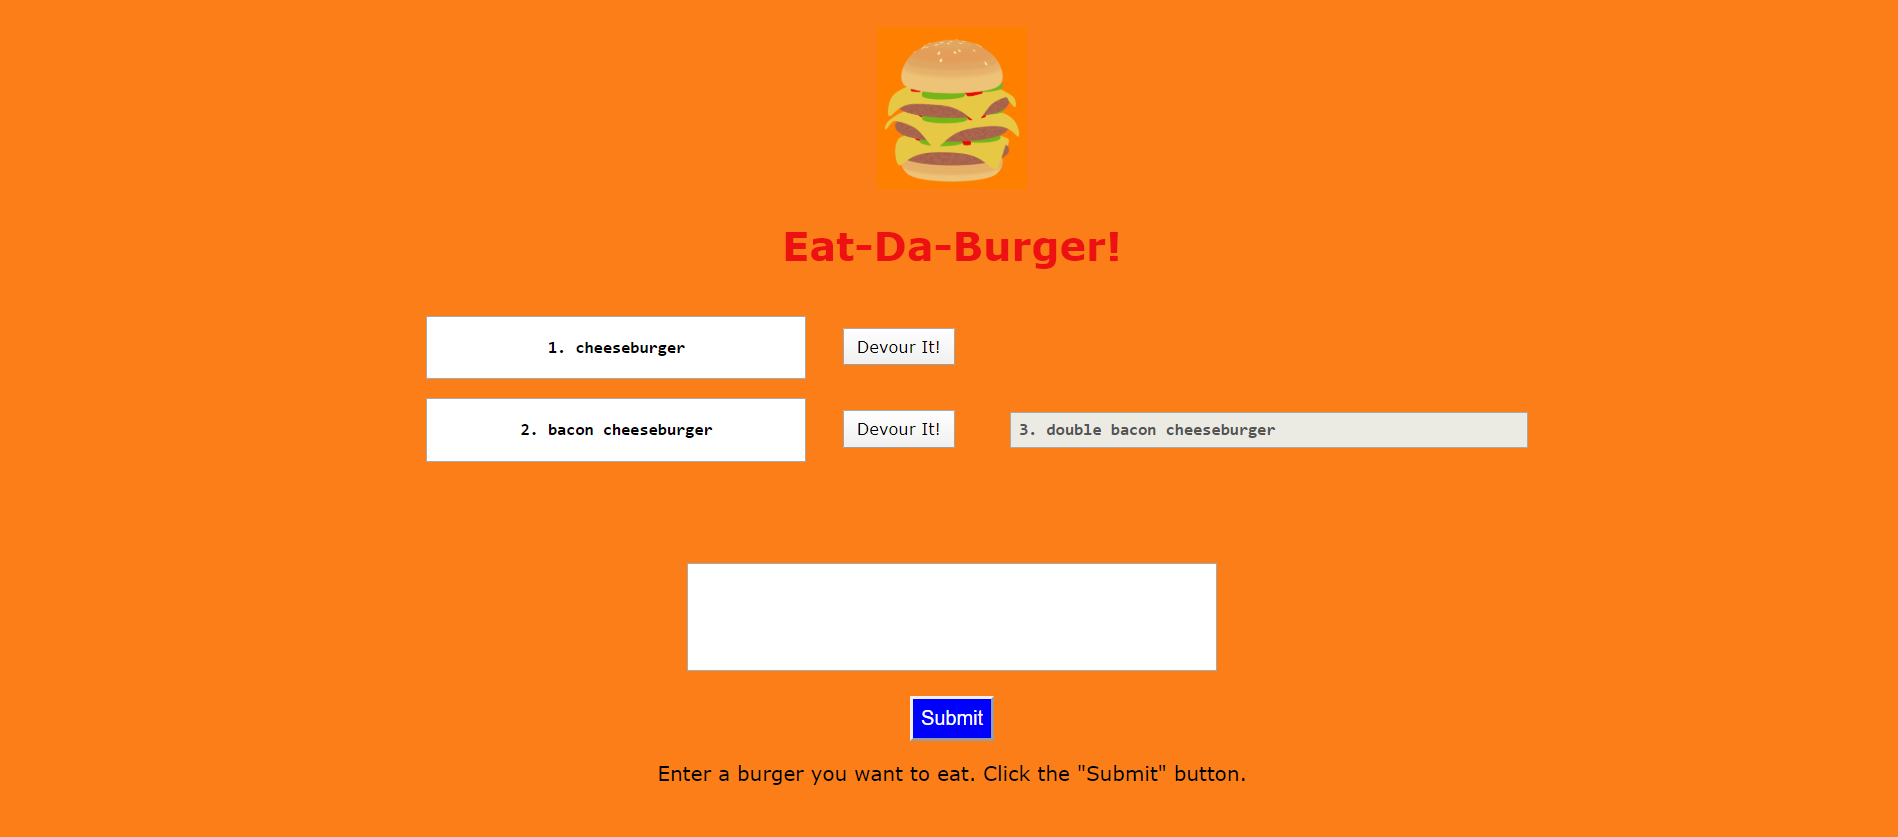 Eat-Da-Burger!
1. cheeseburger
Devour It!
2. bacon cheeseburger
Devour It!
3. double bacon cheeseburger
Submit
Enter a burger you want to eat. Click the "Submit" button.